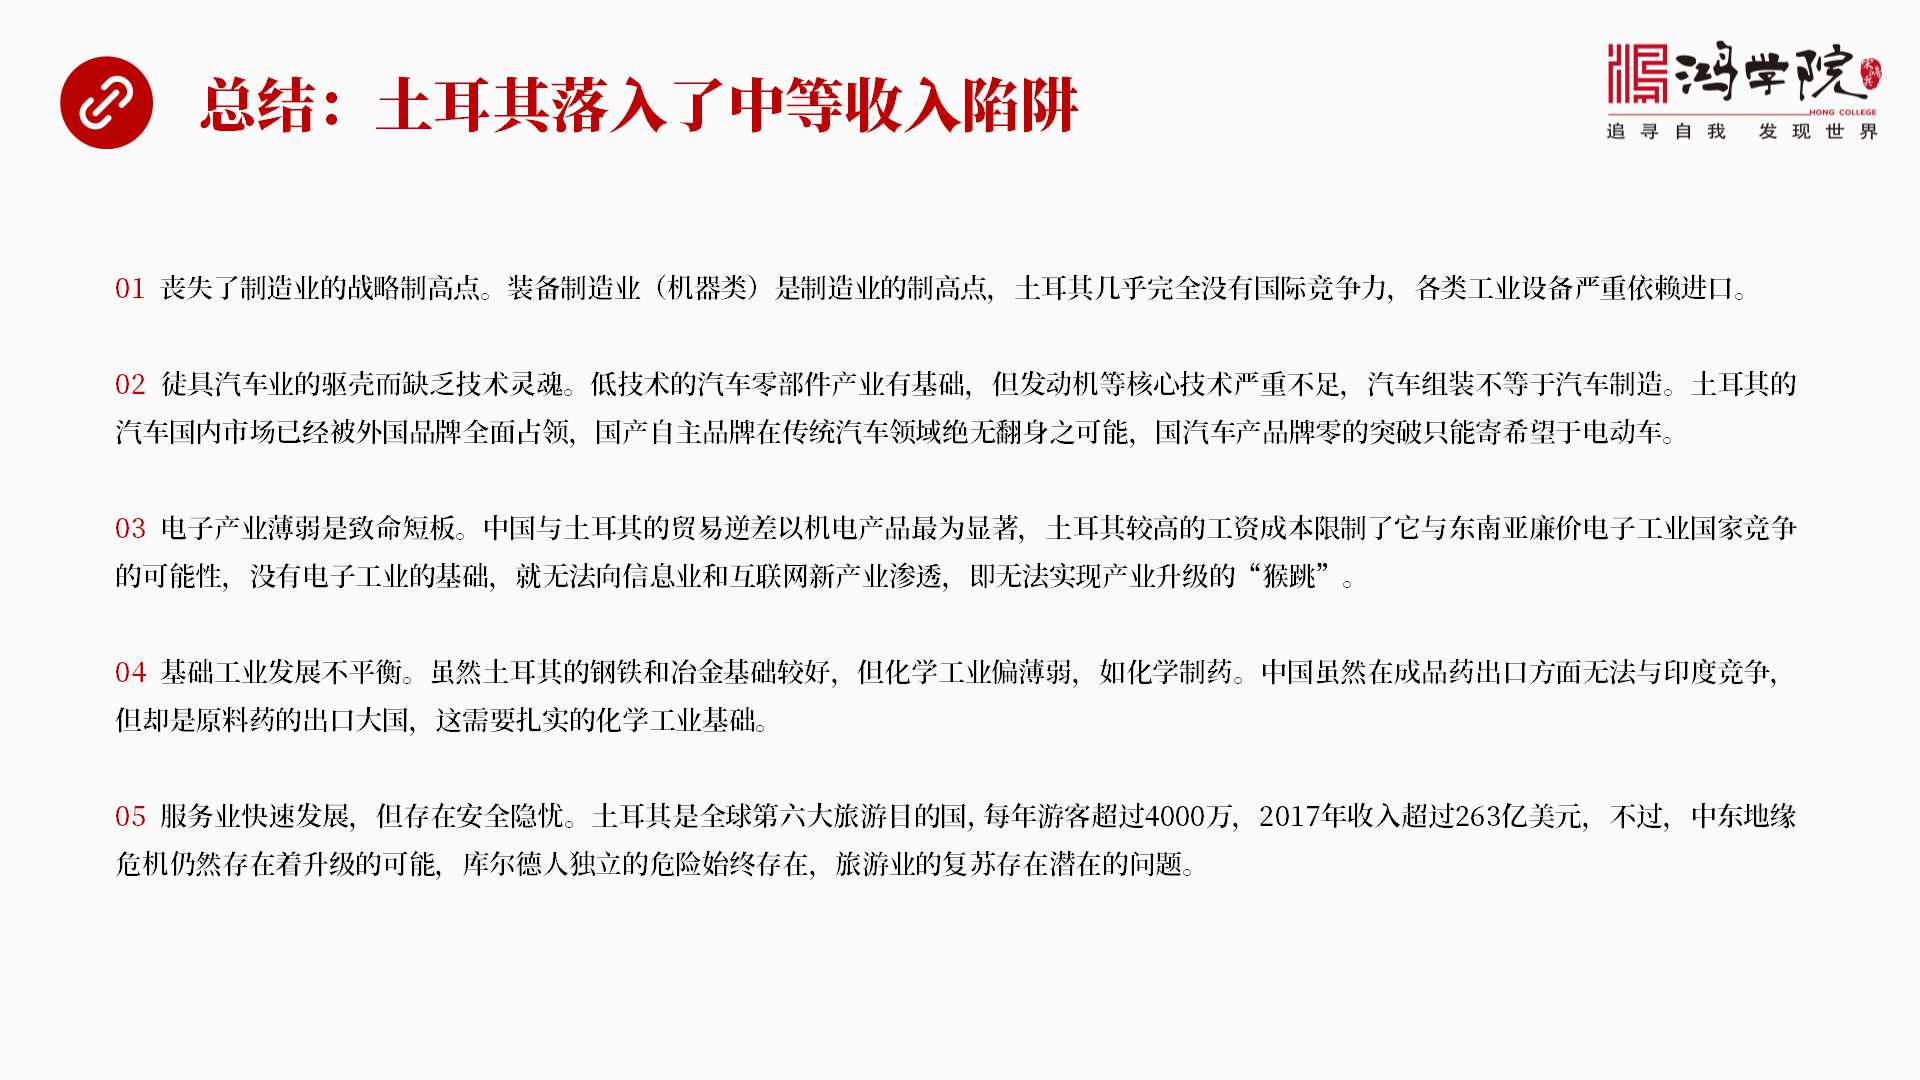 总结：土耳其落入了中等收入陷阱
鸿学院
HONG COLLEGE
追寻自我 发现世界
01 丧失了制造业的战略制高点。装备制造业（机器类）是制造业的制高点，土耳其几乎完全没有国际竞争力，各类工业设备严重依赖进口。
02 徒具汽车业的驱壳而缺乏技术灵魂。低技术的汽车零部件产业有基础，但发动机等核心技术严重不足，汽车组装不等于汽车制造。土耳其的
汽车国内市场已经被外国品牌全面占领，国产自主品牌在传统汽车领域绝无翻身之可能，国汽车产品牌零的突破只能寄希望于电动车。
03 电子产业薄弱是致命短板。中国与土耳其的贸易逆差以机电产品最为显著，土耳其较高的工资成本限制了它与东南亚廉价电子工业国家竞争
的可能性，没有电子工业的基础，就无法向信息业和互联网新产业渗透，即无法实现产业升级的“猴跳”。
04 基础工业发展不平衡。虽然土耳其的钢铁和冶金基础较好，但化学工业偏薄弱，如化学制药。中国虽然在成品药出口方面无法与印度竞争，
但却是原料药的出口大国，这需要扎实的化学工业基础。
05 服务业快速发展，但存在安全隐忧。土耳其是全球第六大旅游目的国, 每年游客超过4000万，2017年收入超过263亿美元，不过，中东地缘
危机仍然存在着升级的可能，库尔德人独立的危险始终存在，旅游业的复苏存在潜在的问题。